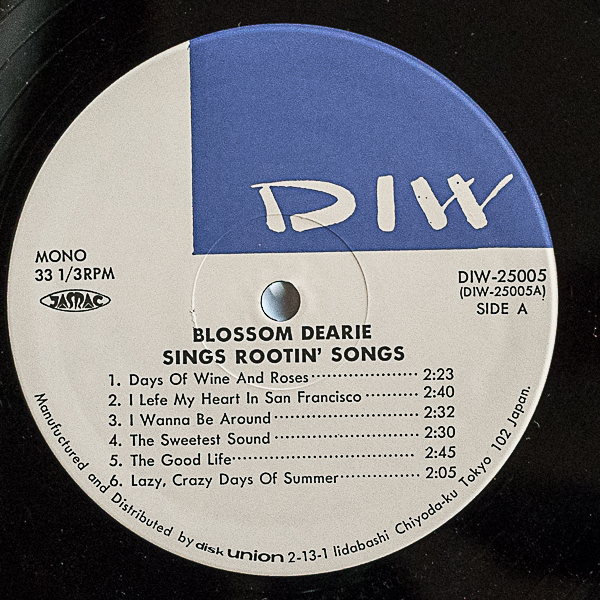 DIW
MONO
33 1/3RPM
JASRAC
DIW-25005
(DIW-25005A)
SIDE A
BLOSSOM DEARIE
SINGS ROOTIN' SONGS
1. Days Of Wine And Roses 2:23
2. I Lefe My Heart In San Francisco 2:40
3. I Wanna Be Around 2:32
4. The Sweetest Sound 2:30
5. The Good Life 2:45
6. Lazy, Crazy Days Of Summer 2:05
Manufuctured and Distributed by disk union 2-13-1 Iidabashi Chiyoda-ku Tokyo 102 Japan.